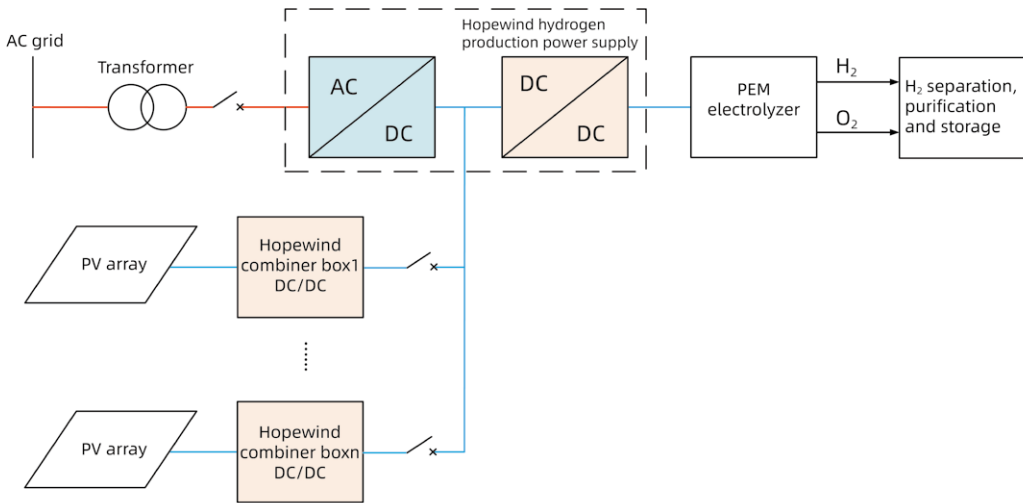 Hopewind hydrogen
production power supply
AC grid
Transformer
AC
DC
DC
DC
PEM
electrolyzer
H₂
O₂
H₂ separation,
purification
and storage
PV array
Hopewind
combiner box1
DC/DC
PV array
Hopewind
combiner boxn
DC/DC